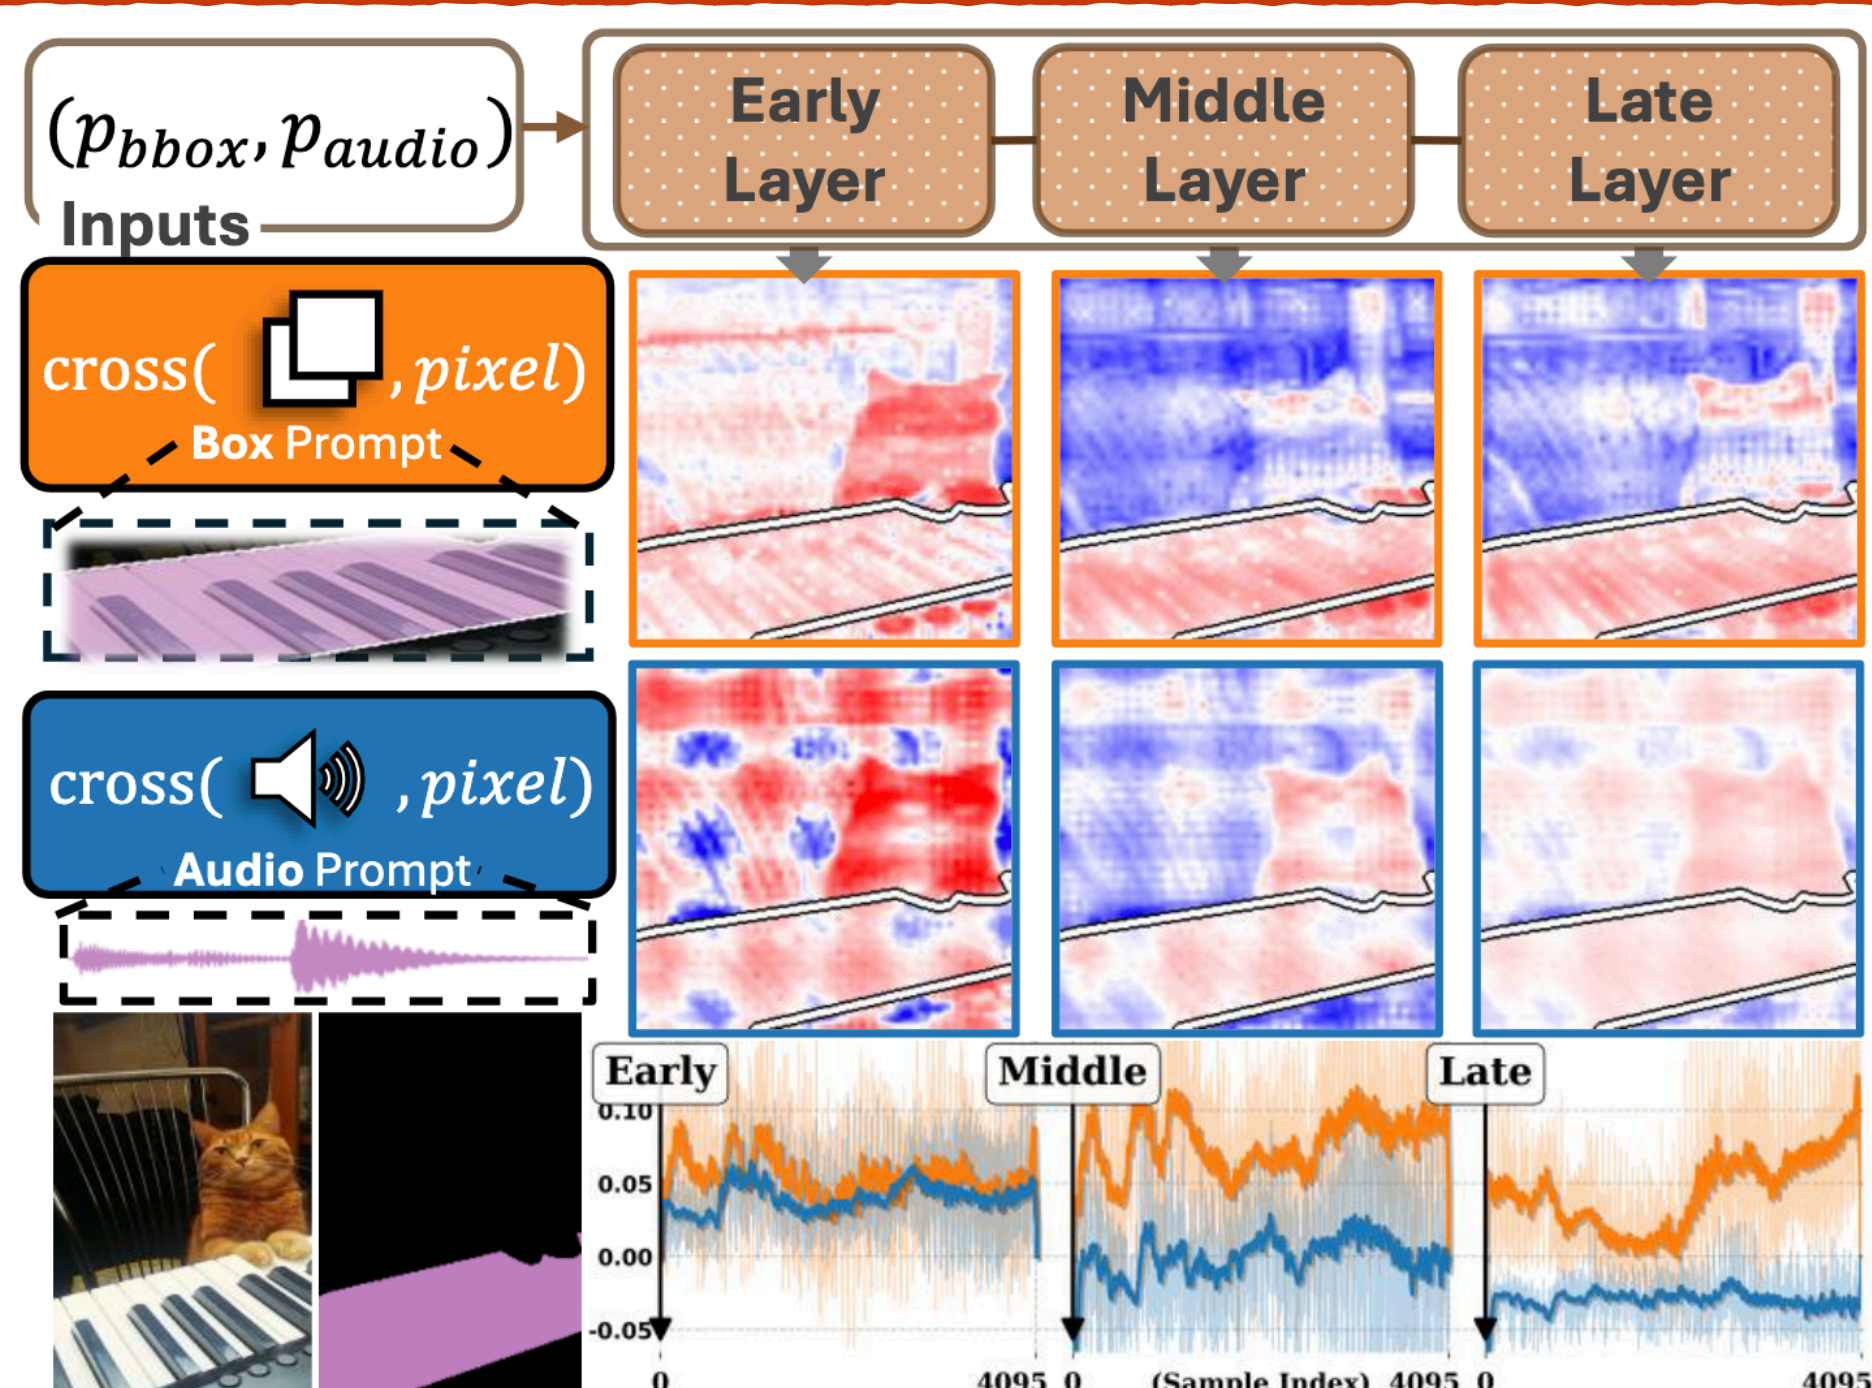 (p_bbox, p_audio)
Inputs
Early
Layer
Middle
Layer
Late
Layer
cross( , pixel)
Box Prompt
cross( , pixel)
Audio Prompt
Early
Middle
Late
0.10
0.05
0.00
-0.05
0
4095
0
(Sample Index)
4095
0
4095